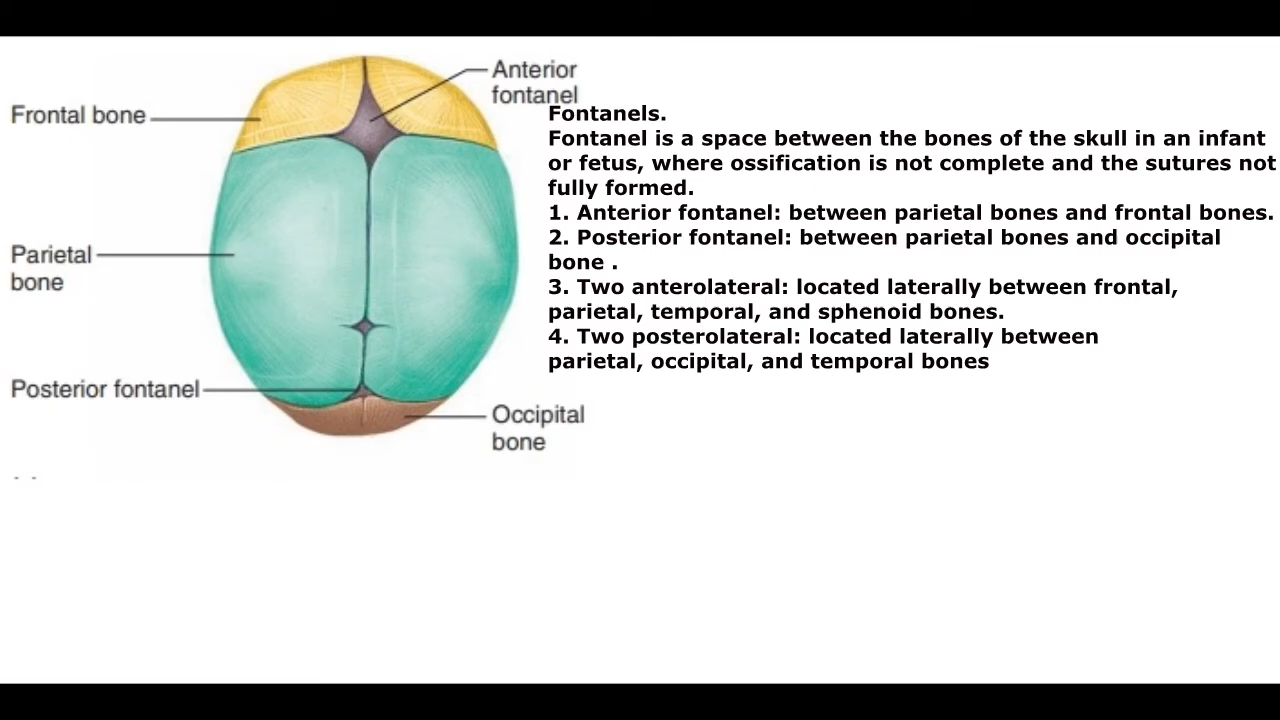 Anterior
fontanel
Frontal bone
Parietal
bone
Posterior fontanel
Occipital
bone
Fontanels.
Fontanel is a space between the bones of the skull in an infant
or fetus, where ossification is not complete and the sutures not
fully formed.
1. Anterior fontanel: between parietal bones and frontal bones.
2. Posterior fontanel: between parietal bones and occipital
bone .
3. Two anterolateral: located laterally between frontal,
parietal, temporal, and sphenoid bones.
4. Two posterolateral: located laterally between
parietal, occipital, and temporal bones